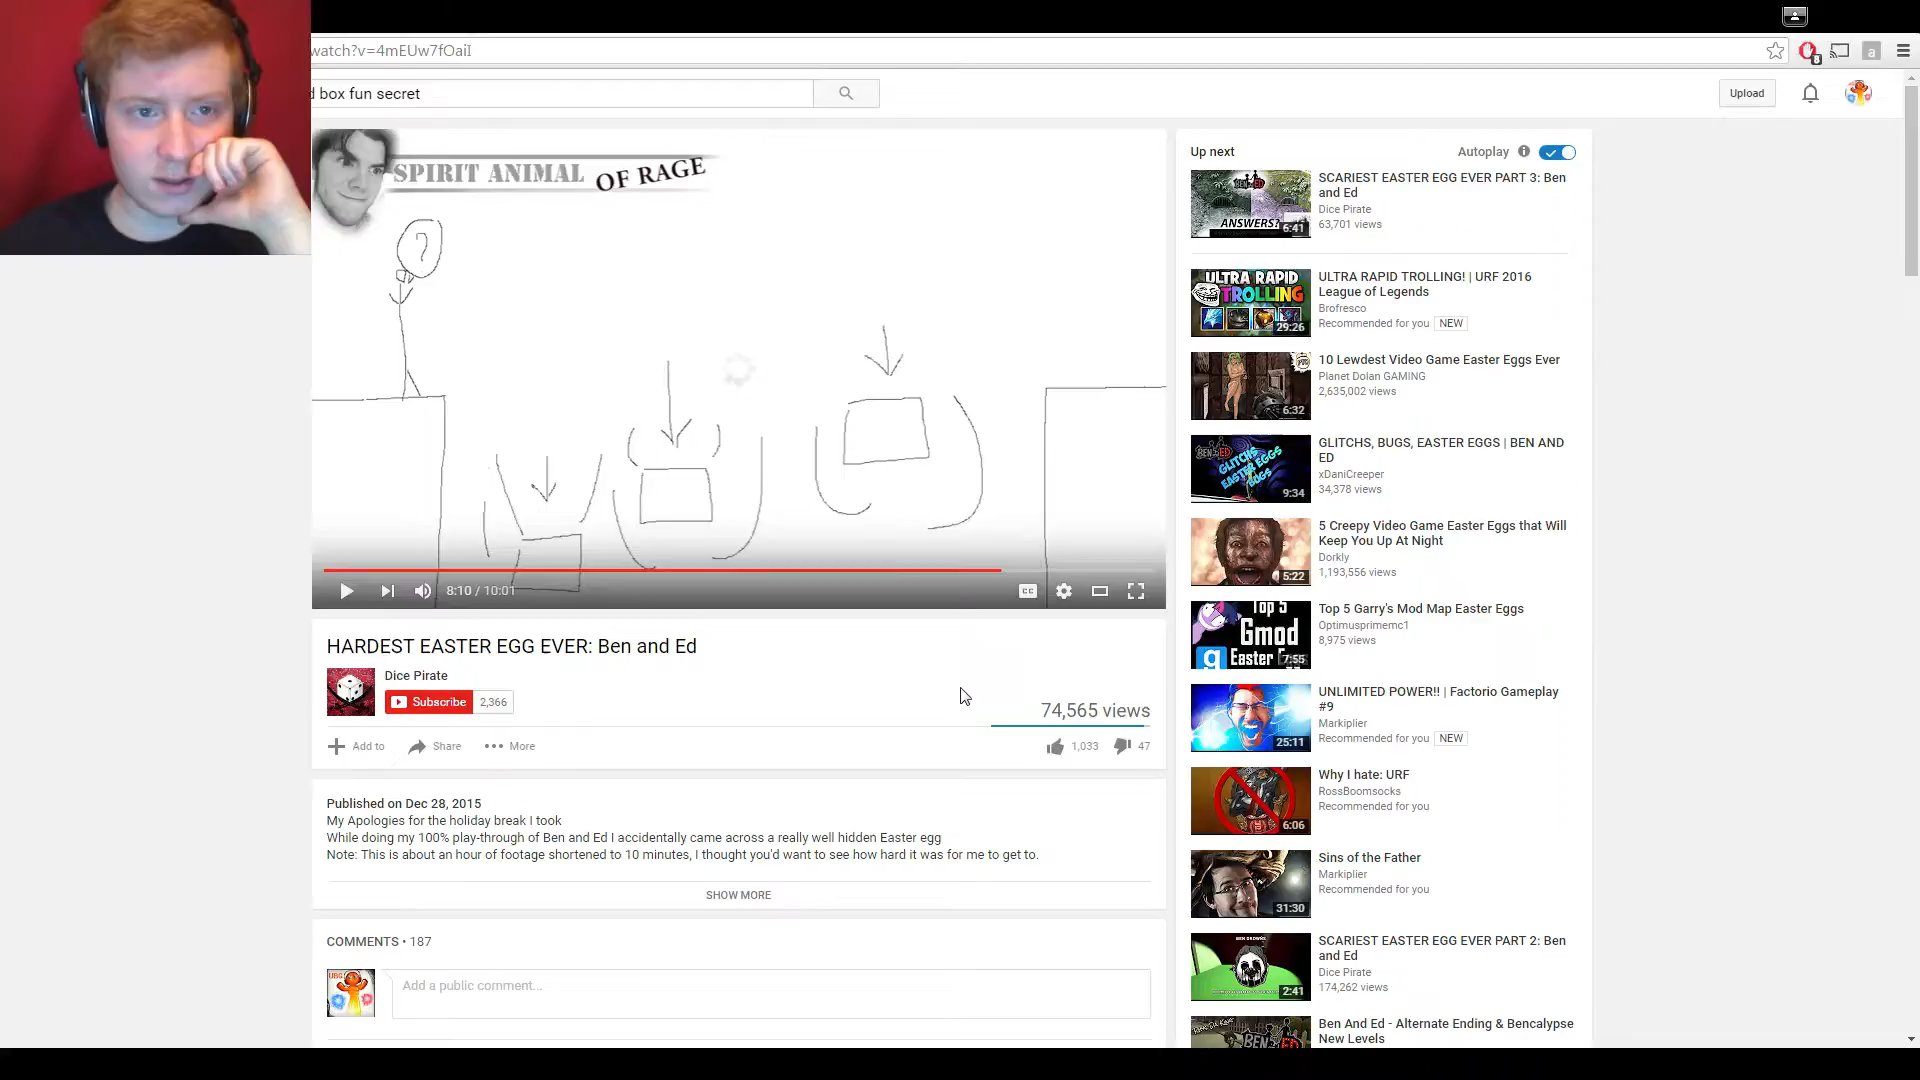 watch?v=4mEUw7fOaiI
d box fun secret
Upload
SPIRIT ANIMAL OF RAGE
?
8:10 / 10:01
CC
HARDEST EASTER EGG EVER: Ben and Ed
Dice Pirate
Subscribe 2,366
74,565 views
Add to Share More
1,033 47
Published on Dec 28, 2015
My Apologies for the holiday break I took
While doing my 100% play-through of Ben and Ed I accidentally came across a really well hidden Easter egg
Note: This is about an hour of footage shortened to 10 minutes, I thought you'd want to see how hard it was for me to get to.
SHOW MORE
COMMENTS • 187
UBG
Add a public comment...
Up next Autoplay
ANSWERS?
6:41
SCARIEST EASTER EGG EVER PART 3: Ben
and Ed
Dice Pirate
63,701 views
ULTRA RAPID
TROLLING!
29:26
ULTRA RAPID TROLLING! | URF 2016
League of Legends
Brofresco
Recommended for you NEW
6:32
10 Lewdest Video Game Easter Eggs Ever
Planet Dolan GAMING
2,635,002 views
GLITCHS
EASTER EGGS
BUGS
9:34
GLITCHS, BUGS, EASTER EGGS | BEN AND
ED
xDaniCreeper
34,378 views
5:22
5 Creepy Video Game Easter Eggs that Will
Keep You Up At Night
Dorkly
1,193,556 views
Top 5
Gmod
Easter
7:55
Top 5 Garry's Mod Map Easter Eggs
Optimusprimemc1
8,975 views
25:11
UNLIMITED POWER!! | Factorio Gameplay
#9
Markiplier
Recommended for you NEW
6:06
Why I hate: URF
RossBoomsocks
Recommended for you
31:30
Sins of the Father
Markiplier
Recommended for you
2:41
SCARIEST EASTER EGG EVER PART 2: Ben
and Ed
Dice Pirate
174,262 views
Ben And Ed - Alternate Ending & Bencalypse
New Levels